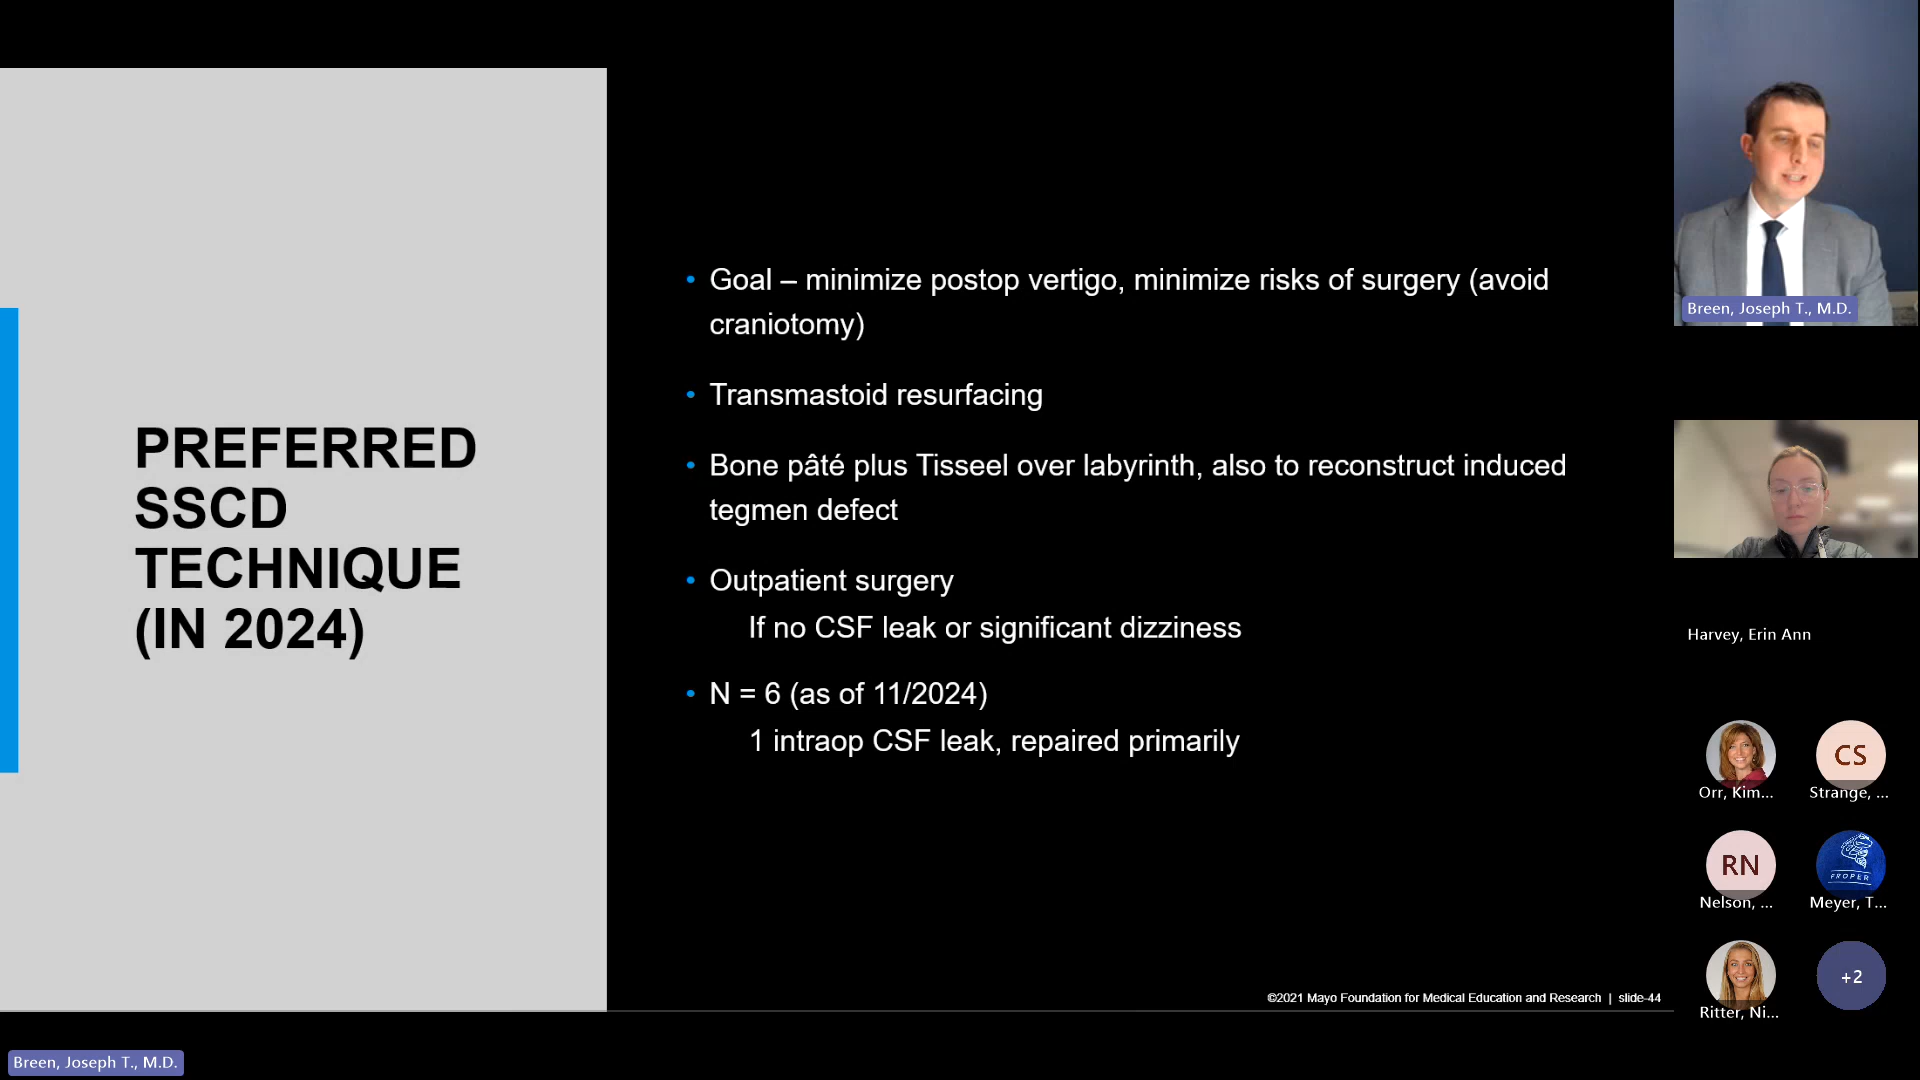 PREFERRED
SSCD
TECHNIQUE
(IN 2024)
• Goal – minimize postop vertigo, minimize risks of surgery (avoid
craniotomy)
• Transmastoid resurfacing
• Bone pâté plus Tisseel over labyrinth, also to reconstruct induced
tegmen defect
• Outpatient surgery
If no CSF leak or significant dizziness
• N = 6 (as of 11/2024)
1 intraop CSF leak, repaired primarily
©2021 Mayo Foundation for Medical Education and Research | slide-44
Breen, Joseph T., M.D.
Harvey, Erin Ann
Orr, Kim...
CS
Strange, ...
RN
Nelson, ...
PROPER
Meyer, T...
Ritter, Ni...
+2
Breen, Joseph T., M.D.